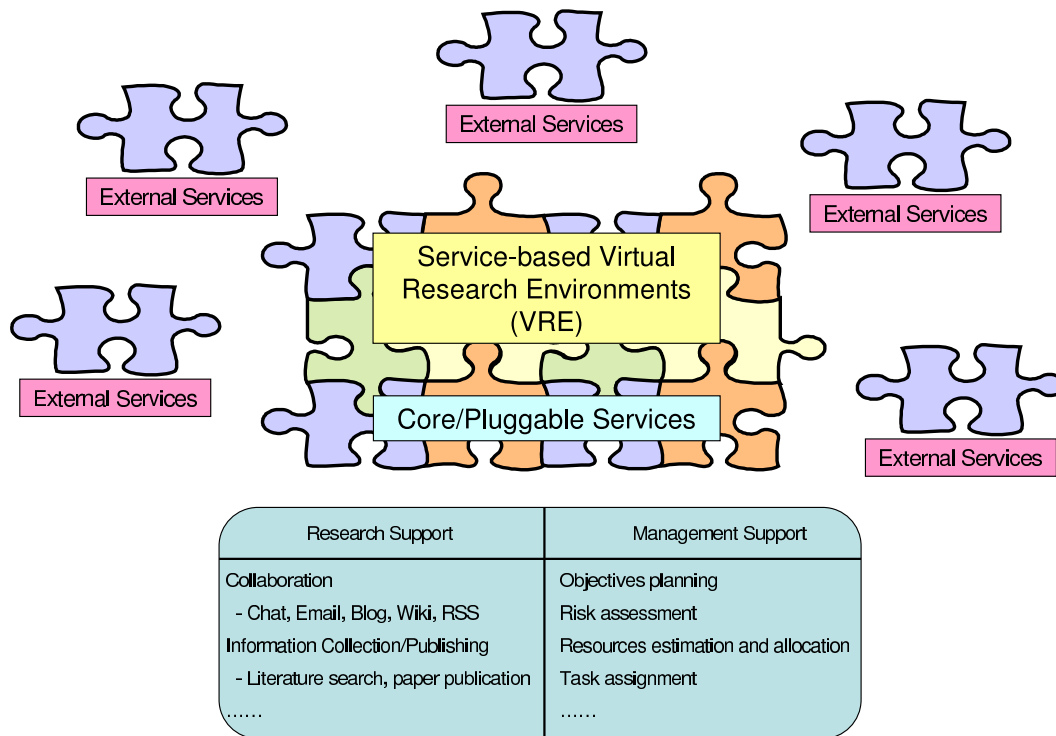 External Services
External Services
External Services
External Services
Service-based Virtual
Research Environments
(VRE)
External Services
Core/Pluggable Services
External Services
Research Support
Collaboration
- Chat, Email, Blog, Wiki, RSS
Information Collection/Publishing
- Literature search, paper publication
......
Management Support
Objectives planning
Risk assessment
Resources estimation and allocation
Task assignment
......